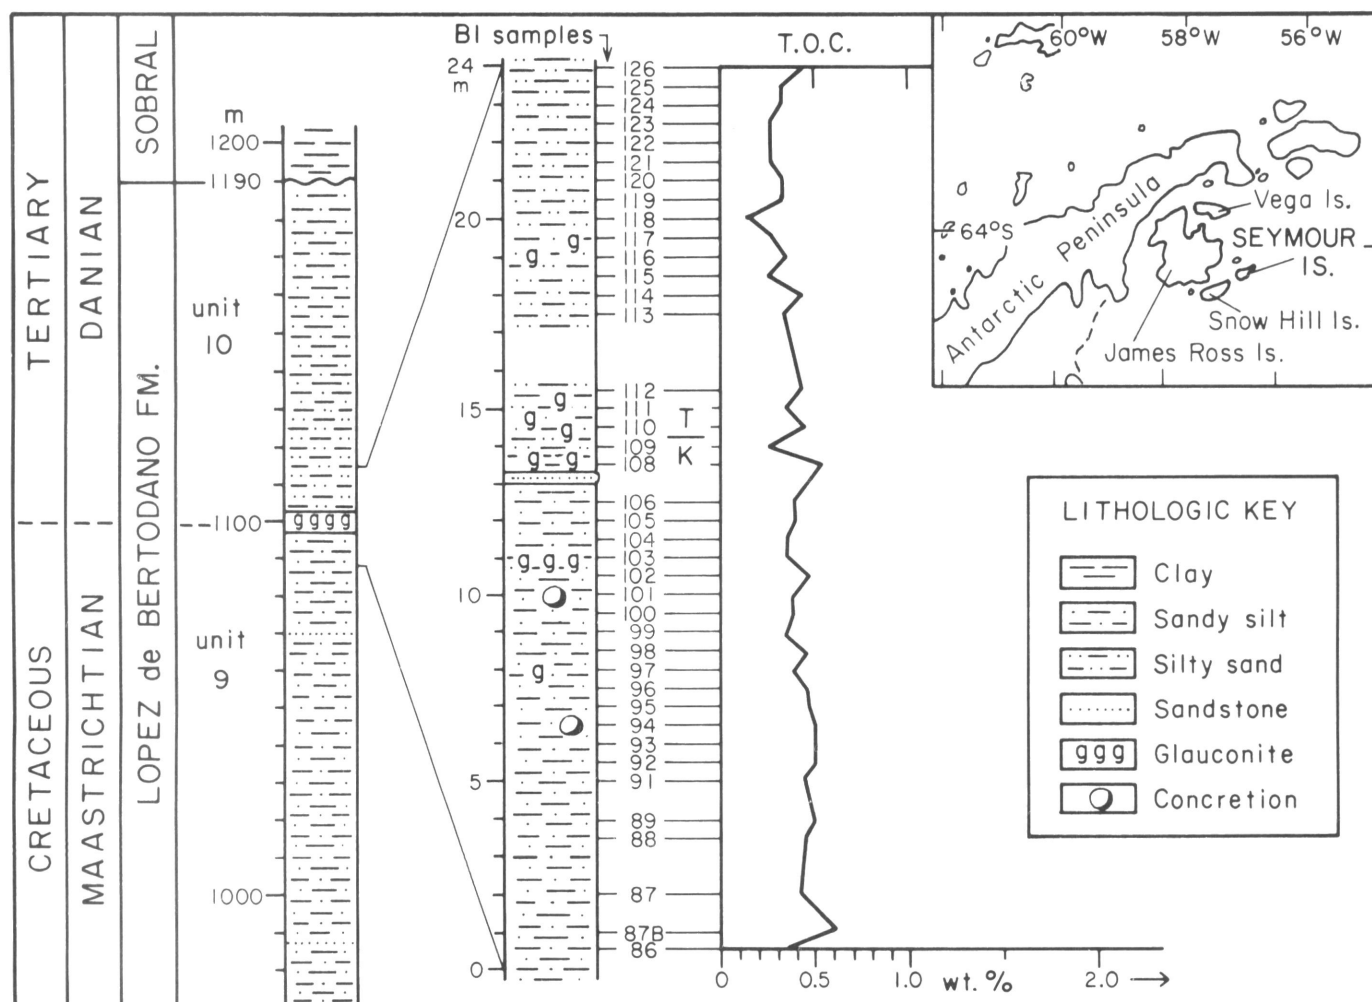 CRETACEOUS
TERTIARY
MAASTRICHTIAN
DANIAN
LOPEZ de BERTODANO FM.
SOBRAL
m
1200
1190
unit
10
1100
g g g g
unit
9
1000
BI samples
24
m
20
15
10
5
0
g g
g
g
g
g g
g g g
g
126
125
124
123
122
121
120
119
118
117
116
115
114
113
112
111
110
109
108
106
105
104
103
102
101
100
99
98
97
96
95
94
93
92
91
89
88
87
87B
86
T
K
T.O.C.
0 0.5 1.0 wt. % 2.0
60°W 58°W 56°W
64°S
Antarctic Peninsula
Vega Is.
SEYMOUR
IS.
Snow Hill Is.
James Ross Is.
LITHOLOGIC KEY
Clay
Sandy silt
Silty sand
Sandstone
ggg Glauconite
Concretion